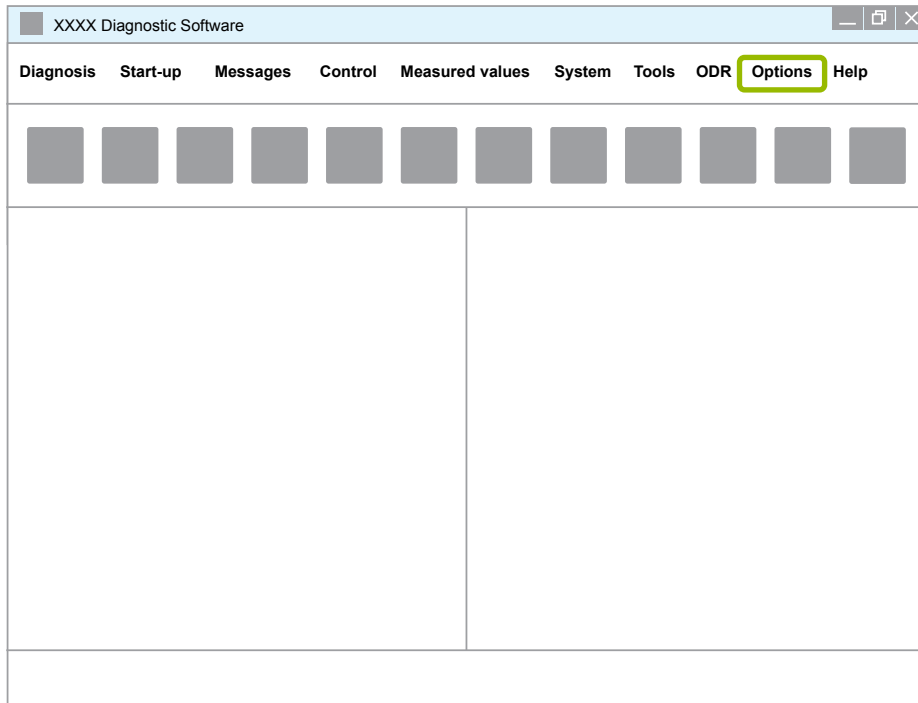 XXXX Diagnostic Software
Diagnosis Start-up Messages Control Measured values System Tools ODR Options Help